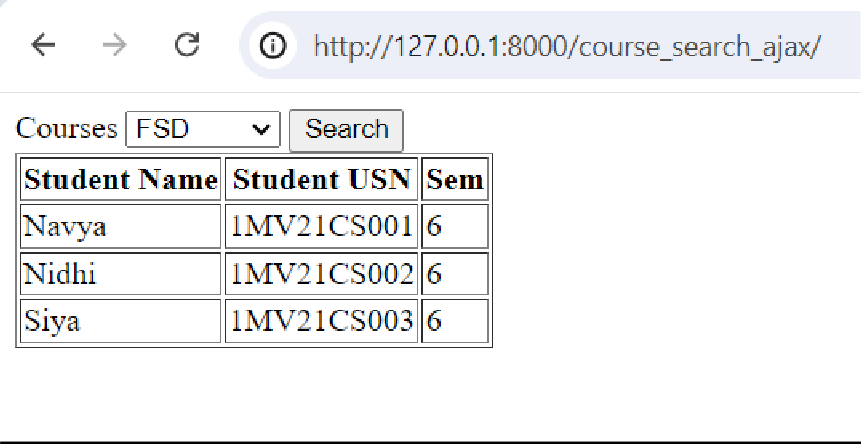 http://127.0.0.1:8000/course_search_ajax/
Courses FSD Search
Student Name Student USN Sem
Navya 1MV21CS001 6
Nidhi 1MV21CS002 6
Siya 1MV21CS003 6